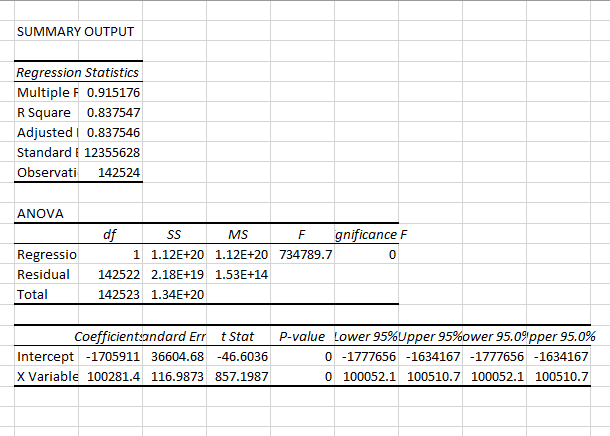 SUMMARY OUTPUT
Regression Statistics
Multiple F 0.915176
R Square 0.837547
Adjusted 0.837546
Standard E 12355628
Observati 142524
ANOVA
df SS MS F gnificance F
Regressio 1 1.12E+20 1.12E+20 734789.7 0
Residual 142522 2.18E+19 1.53E+14
Total 142523 1.34E+20
Coefficients andard Err t Stat P-value Lower 95% Upper 95% ower 95.0% pper 95.0%
Intercept -1705911 36604.68 -46.6036 0 -1777656 -1634167 -1777656 -1634167
X Variable 100281.4 116.9873 857.1987 0 100052.1 100510.7 100052.1 100510.7